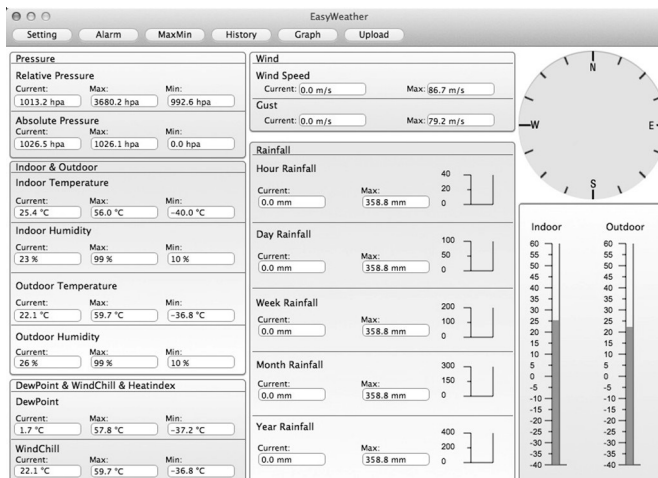 EasyWeather
Setting Alarm MaxMin History Graph Upload
Pressure
Relative Pressure
Current: Max: Min:
1013.2 hpa 3680.2 hpa 992.6 hpa
Absolute Pressure
Current: Max: Min:
1026.5 hpa 1026.1 hpa 0.0 hpa
Indoor & Outdoor
Indoor Temperature
Current: Max: Min:
25.4 °C 56.0 °C -40.0 °C
Indoor Humidity
Current: Max: Min:
23 % 99 % 10 %
Outdoor Temperature
Current: Max: Min:
22.1 °C 59.7 °C -36.8 °C
Outdoor Humidity
Current: Max: Min:
26 % 99 % 10 %
DewPoint & WindChill & Heatindex
DewPoint
Current: Max: Min:
1.7 °C 57.8 °C -37.2 °C
WindChill
Current: Max: Min:
22.1 °C 59.7 °C -36.8 °C
Wind
Wind Speed
Current: 0.0 m/s Max: 86.7 m/s
Gust
Current: 0.0 m/s Max: 79.2 m/s
Rainfall
Hour Rainfall
Current: Max:
0.0 mm 358.8 mm
40
20
0
Day Rainfall
Current: Max:
0.0 mm 358.8 mm
100
50
0
Week Rainfall
Current: Max:
0.0 mm 358.8 mm
200
100
0
Month Rainfall
Current: Max:
0.0 mm 358.8 mm
300
150
0
Year Rainfall
Current: Max:
0.0 mm 358.8 mm
400
200
0
N
W E
S
Indoor Outdoor
60 60
55 55
50 50
45 45
40 40
35 35
30 30
25 25
20 20
15 15
10 10
5 5
0 0
-5 -5
-10 -10
-15 -15
-20 -20
-25 -25
-30 -30
-35 -35
-40 -40